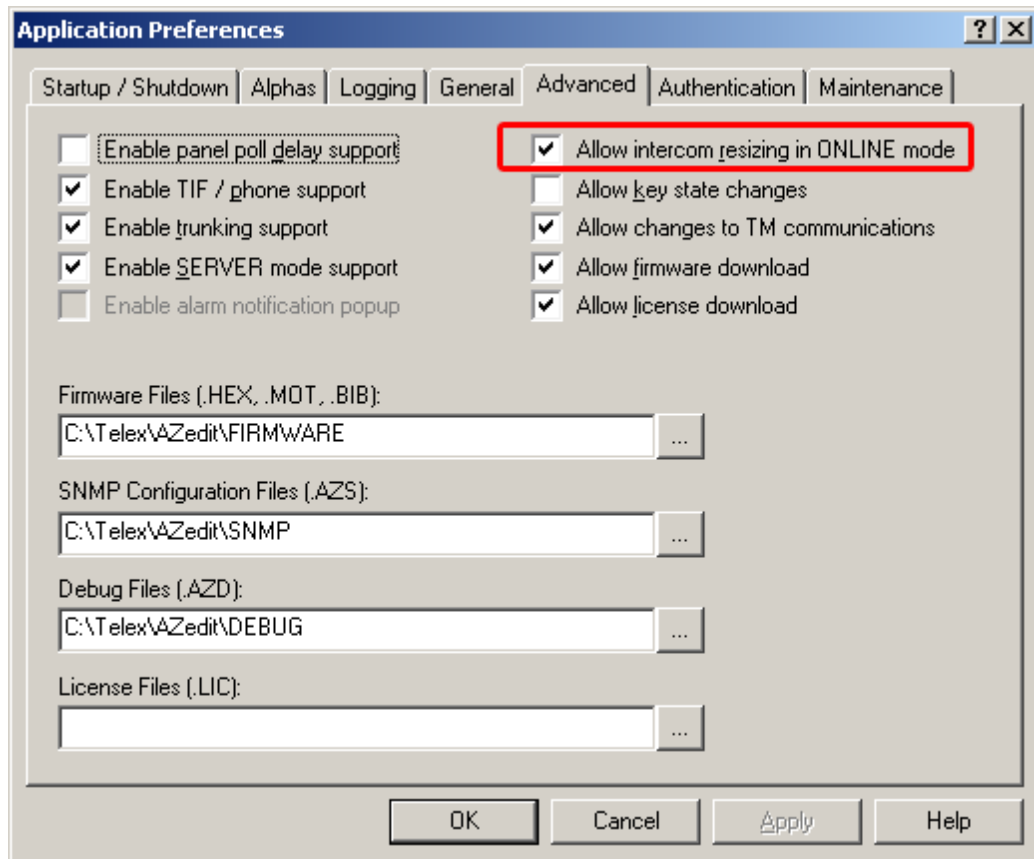 Application Preferences
Startup / Shutdown Alphas Logging General Advanced Authentication Maintenance
Enable panel poll delay support
Enable TIF / phone support
Enable trunking support
Enable SERVER mode support
Enable alarm notification popup
Allow intercom resizing in ONLINE mode
Allow key state changes
Allow changes to TM communications
Allow firmware download
Allow license download
Firmware Files (.HEX, .MOT, .BIB):
C:\Telex\AZedit\FIRMWARE ...
SNMP Configuration Files (.AZS):
C:\Telex\AZedit\SNMP ...
Debug Files (.AZD):
C:\Telex\AZedit\DEBUG ...
License Files (.LIC):
...
OK Cancel Apply Help